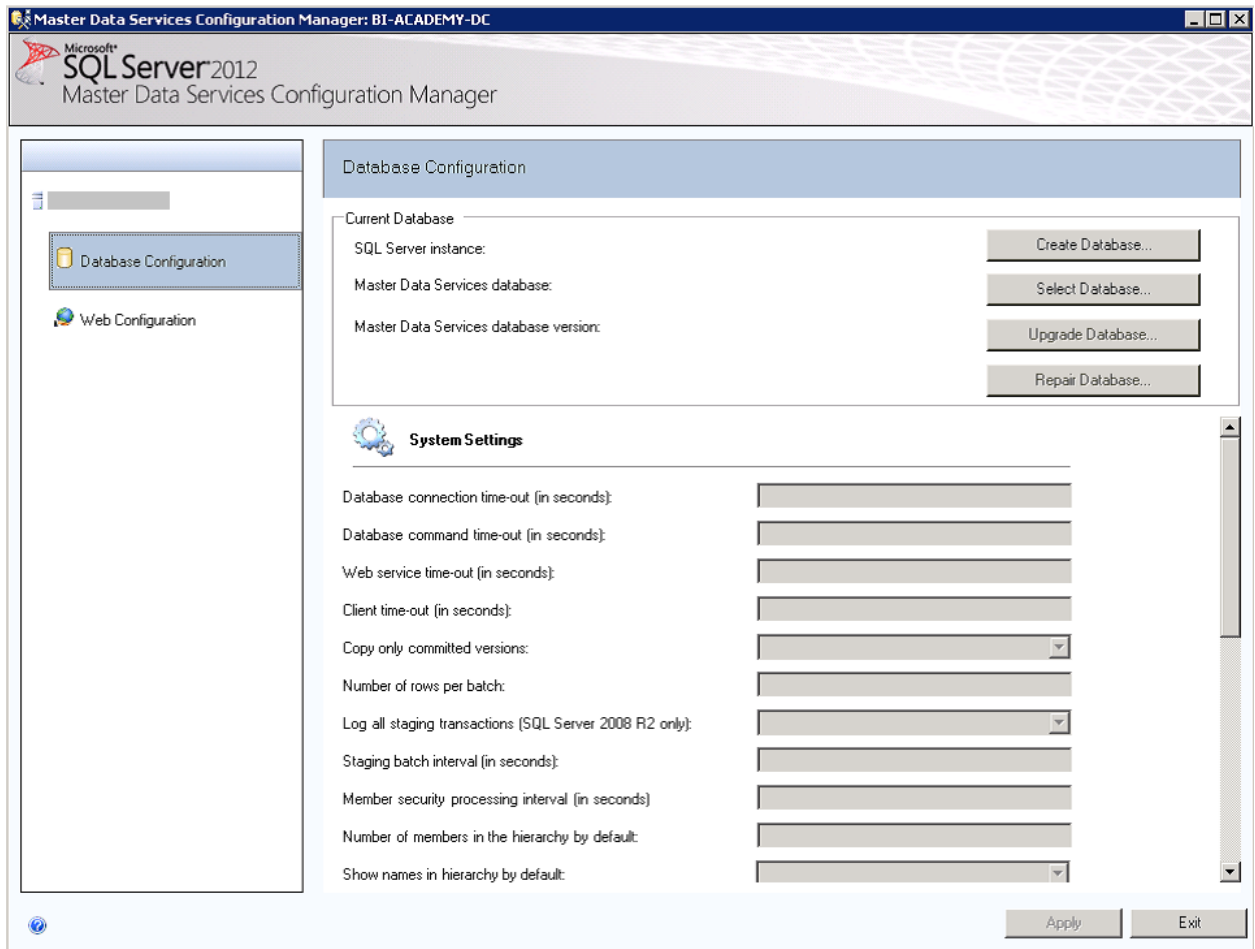 Master Data Services Configuration Manager: BI-ACADEMY-DC
Microsoft®
SQL Server®2012
Master Data Services Configuration Manager
Database Configuration
Web Configuration
Database Configuration
Current Database
SQL Server instance:
Create Database...
Master Data Services database:
Select Database...
Master Data Services database version:
Upgrade Database...
Repair Database...
System Settings
Database connection time-out (in seconds):
Database command time-out (in seconds):
Web service time-out (in seconds):
Client time-out (in seconds):
Copy only committed versions:
Number of rows per batch:
Log all staging transactions (SQL Server 2008 R2 only):
Staging batch interval (in seconds):
Member security processing interval (in seconds)
Number of members in the hierarchy by default:
Show names in hierarchy by default:
Apply
Exit